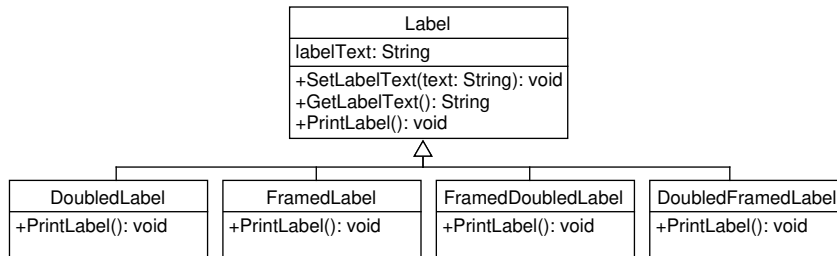 Label
labelText: String
+SetLabelText(text: String): void
+GetLabelText(): String
+PrintLabel(): void
DoubledLabel
+PrintLabel(): void
FramedLabel
+PrintLabel(): void
FramedDoubledLabel
+PrintLabel(): void
DoubledFramedLabel
+PrintLabel(): void